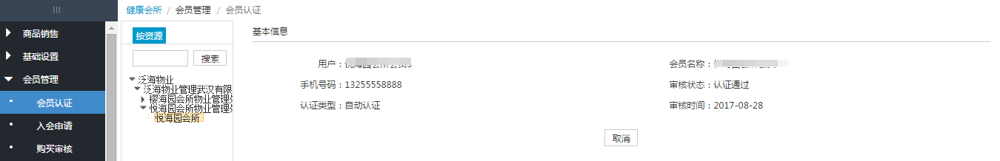 健康会所 / 会员管理 / 会员认证
商品销售
基础设置
会员管理
会员认证
入会申请
购买审核
按资源
搜索
泛海物业
泛海物业管理武汉有限
樱海园会所物业管理处
悦海园会所物业管理处
悦海园会所
基本信息
用户：
会员名称：
手机号码：13255558888
审核状态：认证通过
认证类型：自动认证
审核时间：2017-08-28
取消